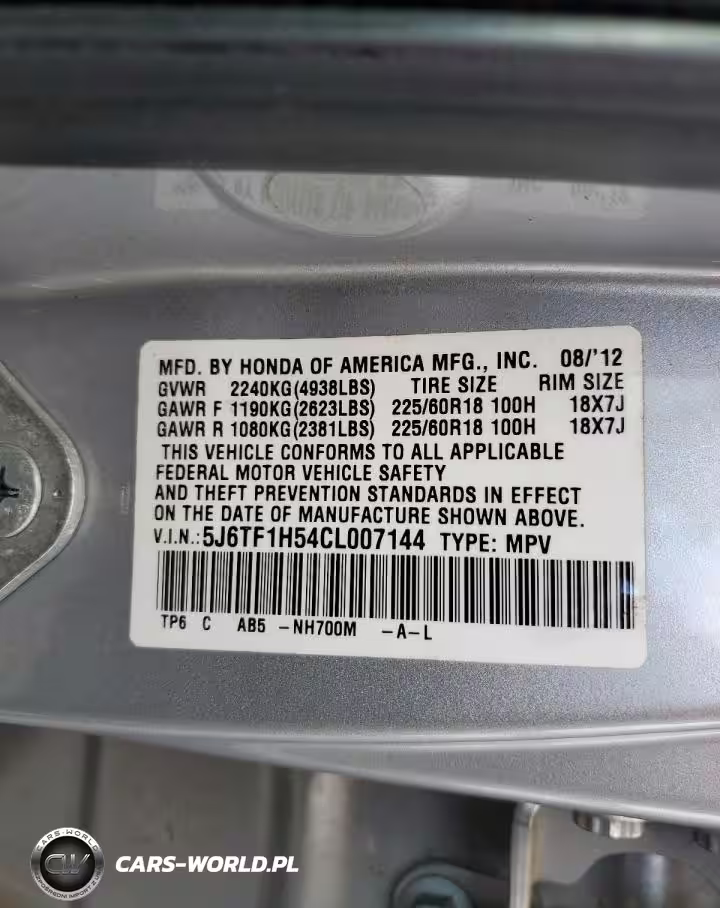 MFD. BY HONDA OF AMERICA MFG., INC. 08/'12
GVWR 2240KG(4938LBS) TIRE SIZE RIM SIZE
GAWR F 1190KG(2623LBS) 225/60R18 100H 18X7J
GAWR R 1080KG(2381LBS) 225/60R18 100H 18X7J
THIS VEHICLE CONFORMS TO ALL APPLICABLE
FEDERAL MOTOR VEHICLE SAFETY
AND THEFT PREVENTION STANDARDS IN EFFECT
ON THE DATE OF MANUFACTURE SHOWN ABOVE.
V.I.N.:5J6TF1H54CL007144 TYPE: MPV
TP6 C AB5 -NH700M -A-L
CARS-WORLD
CW
CARS-WORLD.PL